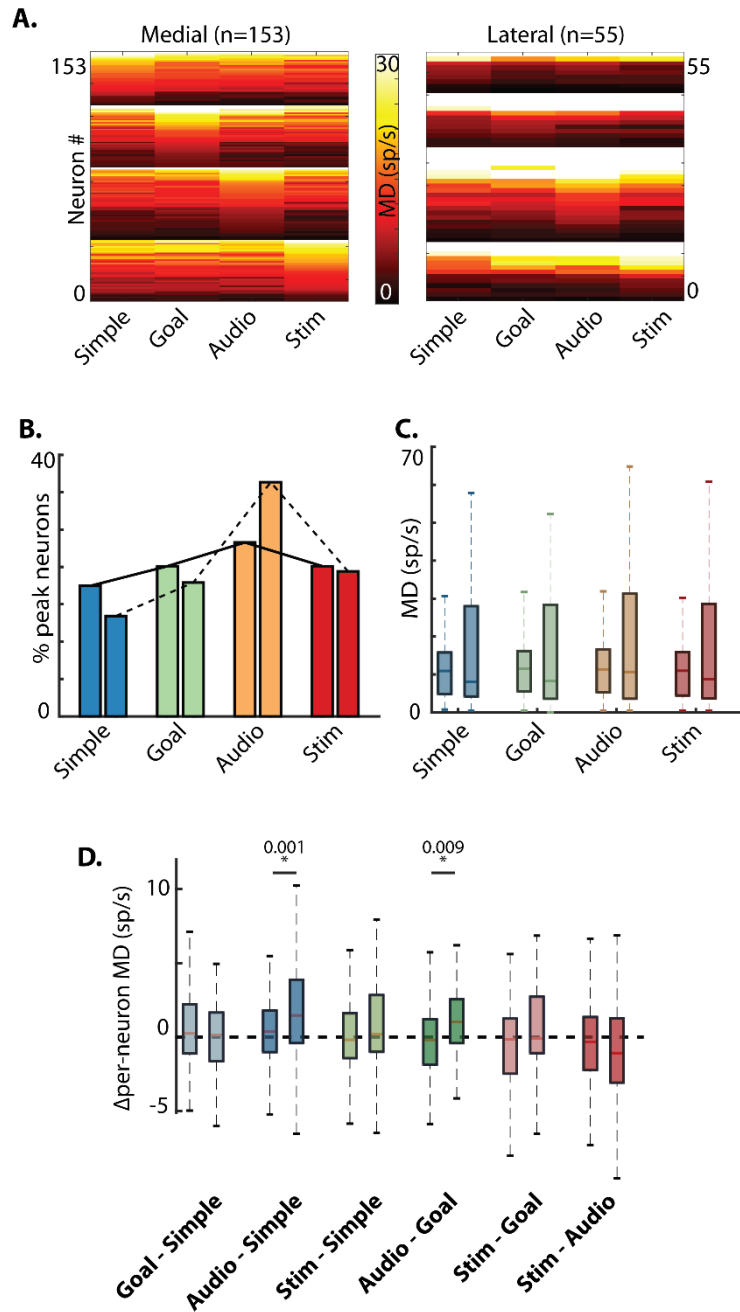 A.
Medial (n=153)
Lateral (n=55)
153
Neuron #
0
30
MD (sp/s)
0
55
0
Simple
Goal
Audio
Stim
Simple
Goal
Audio
Stim
B.
40
% peak neurons
0
Simple
Goal
Audio
Stim
C.
70
MD (sp/s)
0
Simple
Goal
Audio
Stim
D.
0.001
*
0.009
*
10
Δper-neuron MD (sp/s)
0
-5
Goal - Simple
Audio - Simple
Stim - Simple
Audio - Goal
Stim - Goal
Stim - Audio